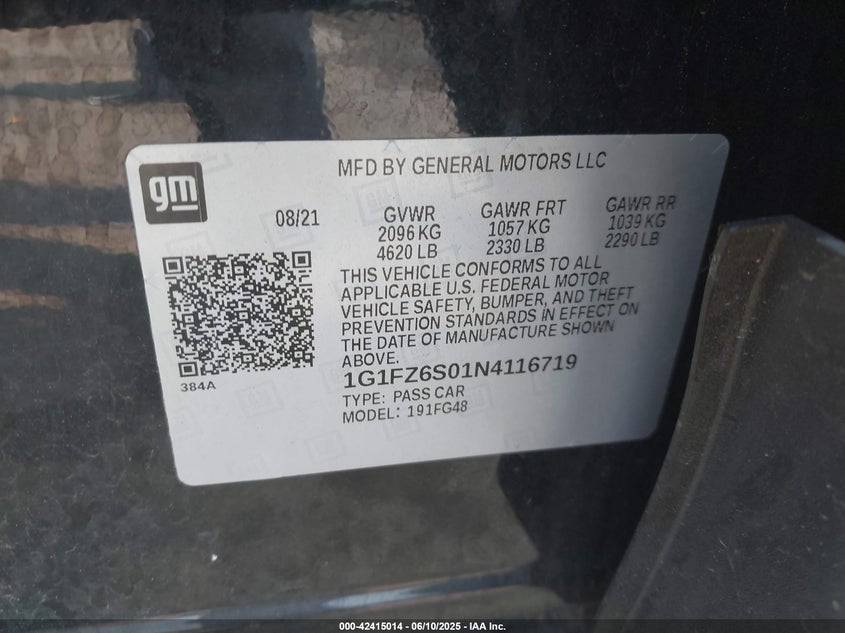 gm
MFD BY GENERAL MOTORS LLC
08/21
GVWR
2096 KG
4620 LB
GAWR FRT
1057 KG
2330 LB
GAWR RR
1039 KG
2290 LB
THIS VEHICLE CONFORMS TO ALL
APPLICABLE U.S. FEDERAL MOTOR
VEHICLE SAFETY, BUMPER, AND THEFT
PREVENTION STANDARDS IN EFFECT ON
THE DATE OF MANUFACTURE SHOWN
ABOVE.
384A
1G1FZ6S01N4116719
TYPE: PASS CAR
MODEL: 191FG48
000-42415014 - 06/10/2025 - IAA Inc.